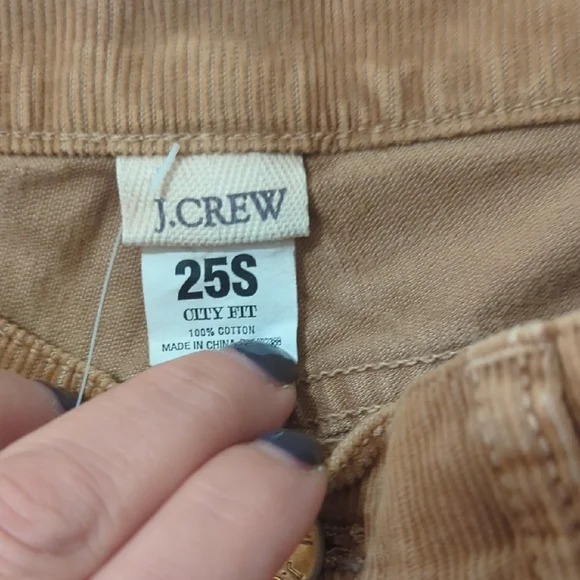 J.CREW
25S
CITY FIT
100% COTTON
MADE IN CHINA